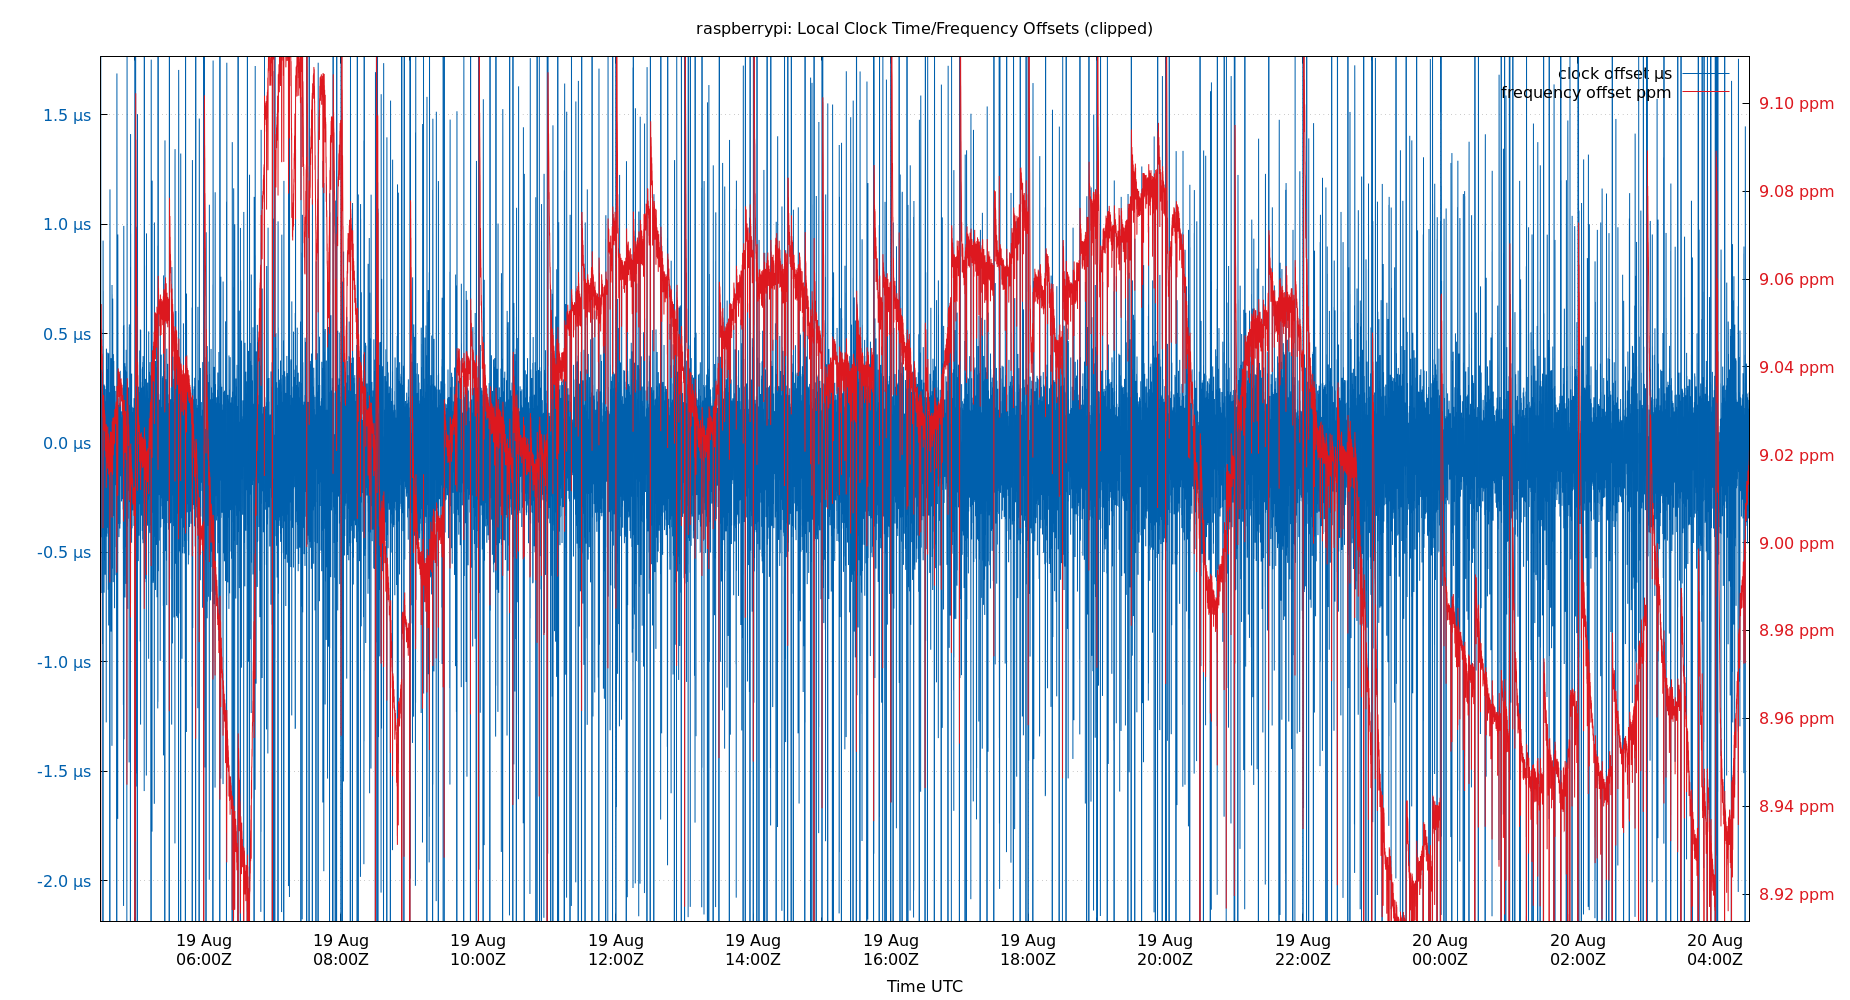 raspberrypi: Local Clock Time/Frequency Offsets (clipped)
clock offset µs
frequency offset ppm
1.5 µs
1.0 µs
0.5 µs
0.0 µs
-0.5 µs
-1.0 µs
-1.5 µs
-2.0 µs
9.10 ppm
9.08 ppm
9.06 ppm
9.04 ppm
9.02 ppm
9.00 ppm
8.98 ppm
8.96 ppm
8.94 ppm
8.92 ppm
19 Aug
06:00Z
19 Aug
08:00Z
19 Aug
10:00Z
19 Aug
12:00Z
19 Aug
14:00Z
19 Aug
16:00Z
19 Aug
18:00Z
19 Aug
20:00Z
19 Aug
22:00Z
20 Aug
00:00Z
20 Aug
02:00Z
20 Aug
04:00Z
Time UTC